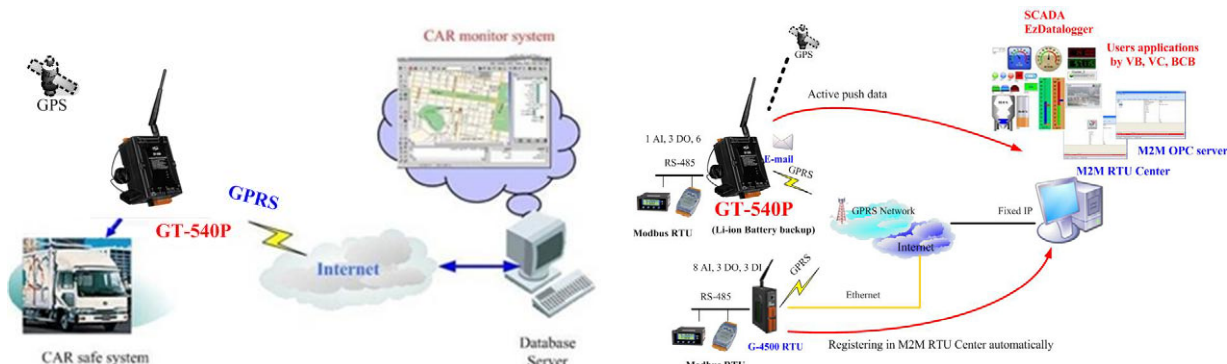 CAR monitor system
GPS
GPRS
GT-540P
Internet
CAR safe system
Database
Server
SCADA
EzDatalogger
Users applications
by VB, VC, BCB
GPS
Active push data
1 AI, 3 DO, 6
RS-485
E-mail
GPRS
M2M OPC server
M2M RTU Center
GT-540P
(Li-ion Battery backup)
Modbus RTU
GPRS Network
Internet
Fixed IP
8 AI, 3 DO, 3 DI
GPRS
RS-485
Ethernet
G-4500 RTU
Registering in M2M RTU Center automatically
Modbus RTU